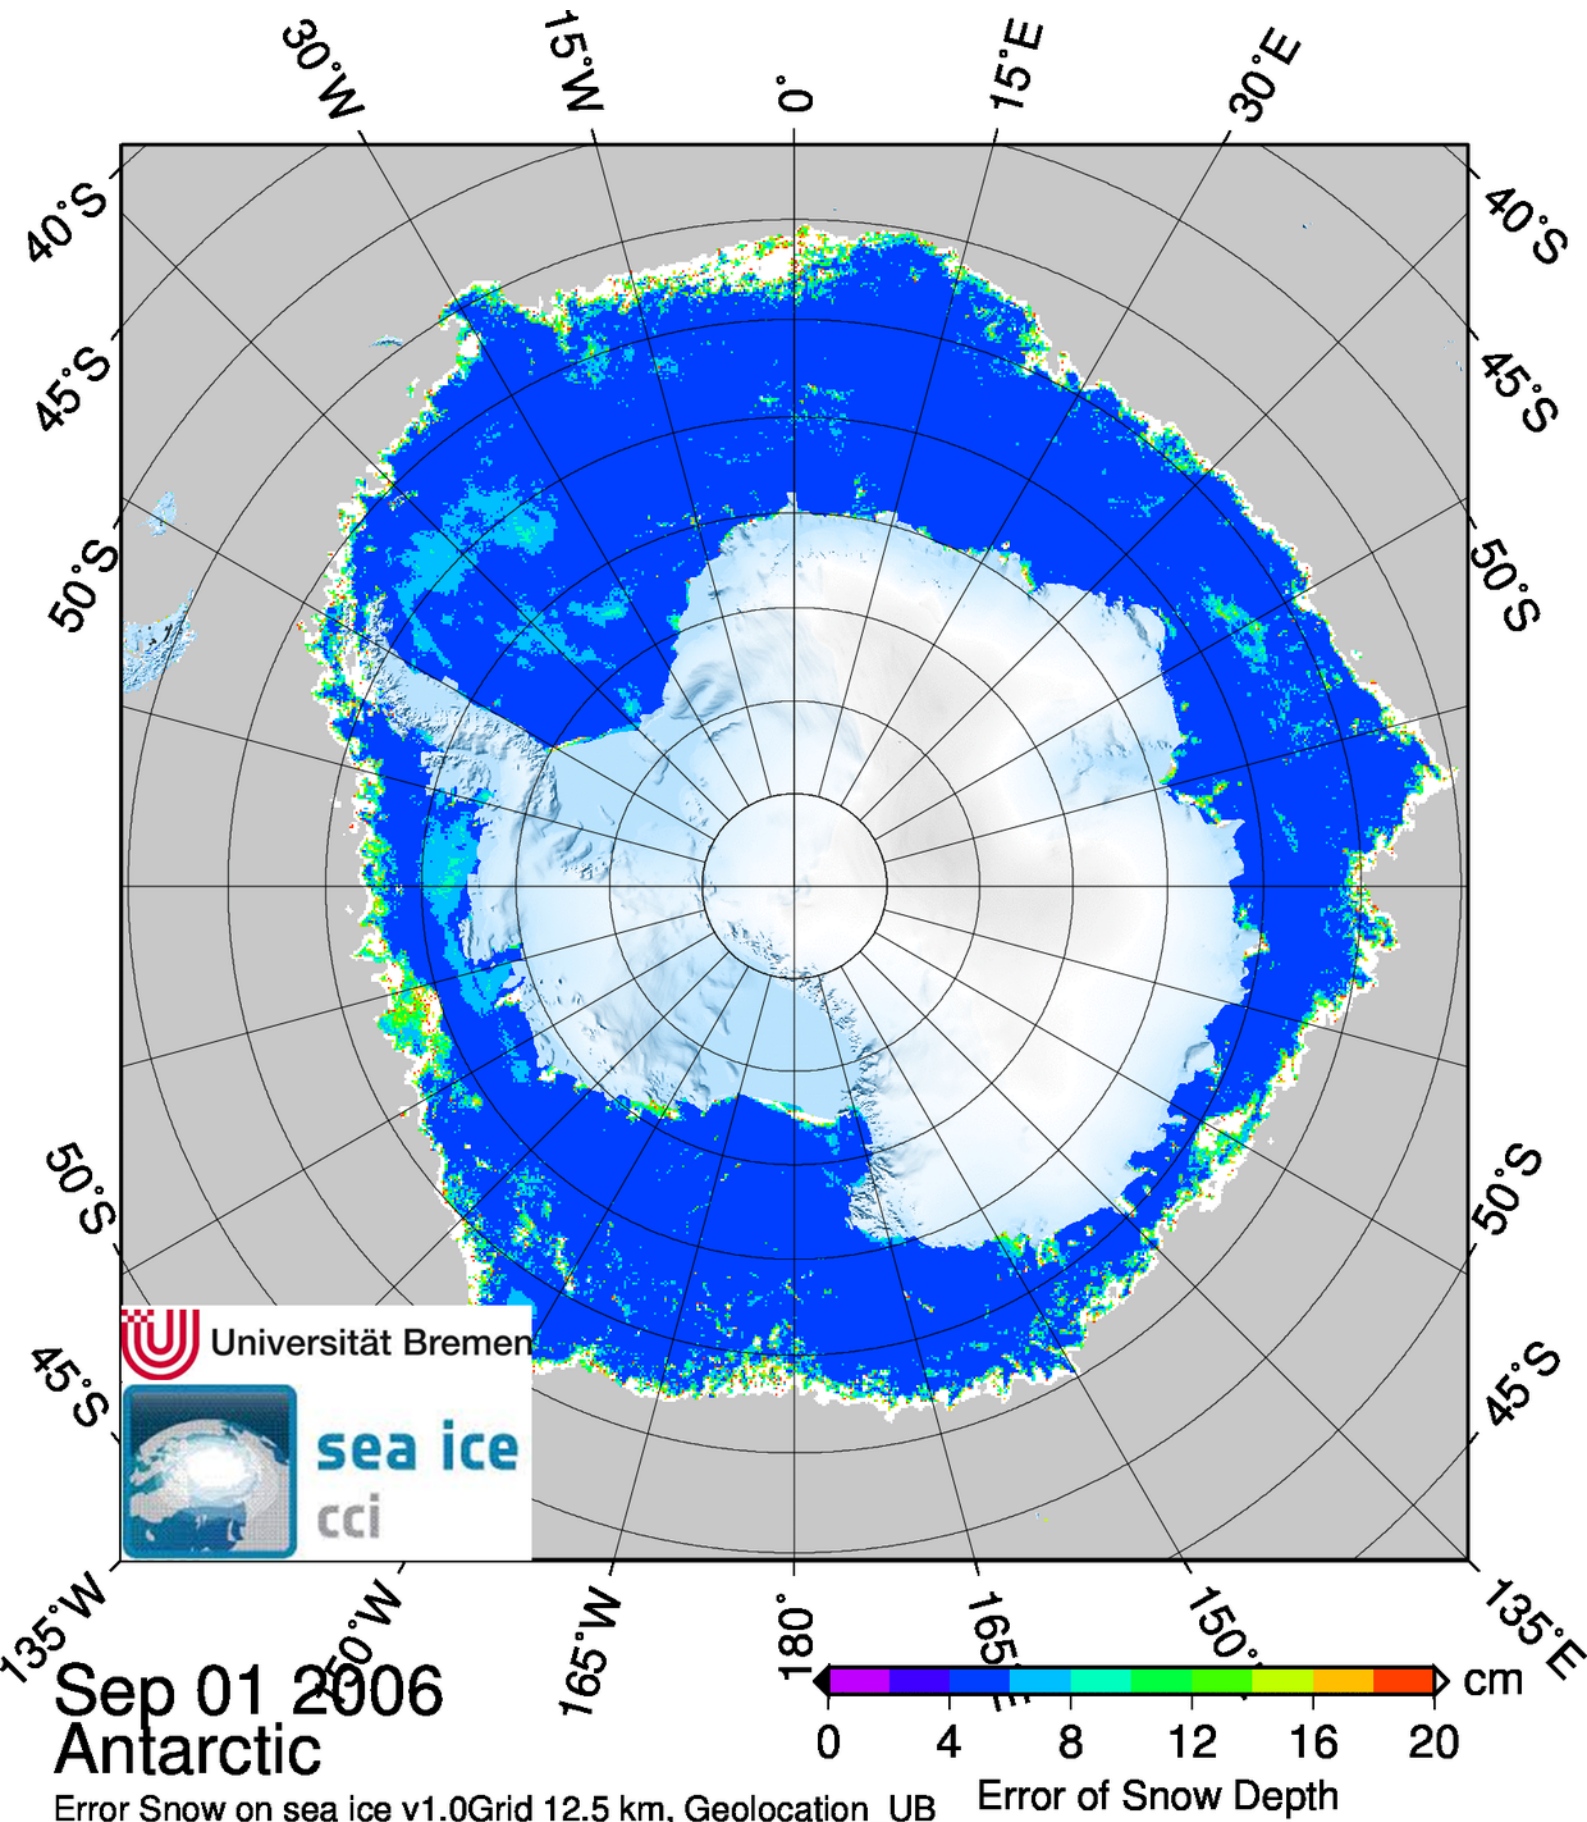 30°W
15°W
0°
15°E
30°E
40°S
40°S
45°S
45°S
50°S
50°S
50°S
50°S
45°S
45°S
Universität Bremen
sea ice
cci
135°W
165°W
180°
135°E
Sep 01 2006
Antarctic
cm
0 4 8 12 16 20
Error of Snow Depth
Error Snow on sea ice v1.0Grid 12.5 km, Geolocation UB